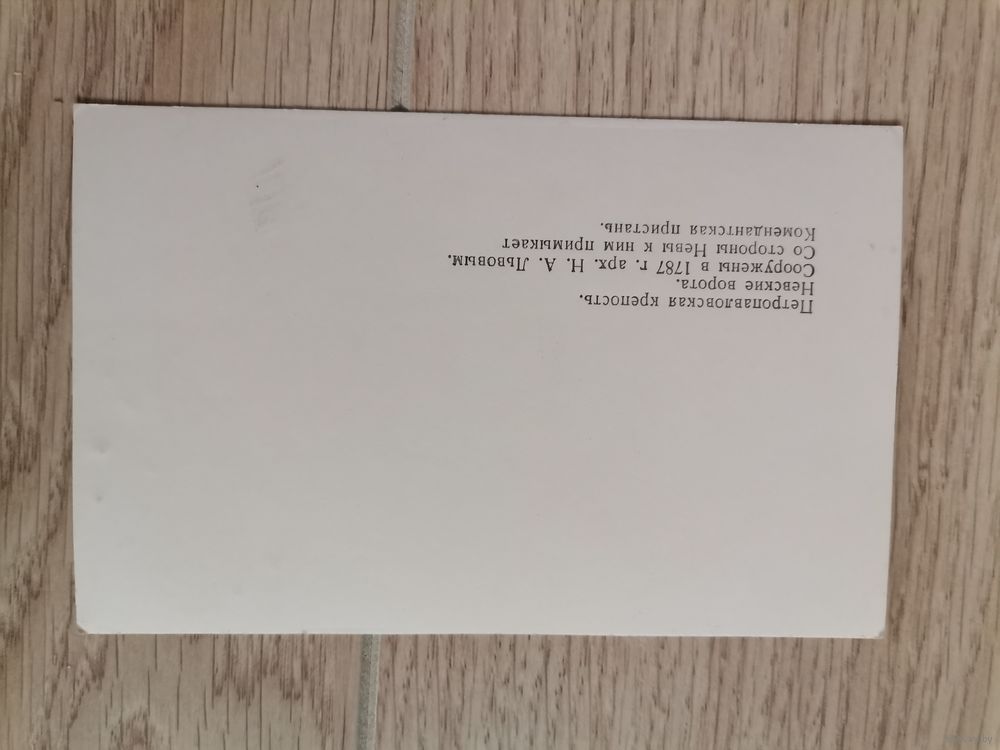 Петропавловская крепость.
Невские ворота.
Сооружены в 1787 г. арх. Н. А. Львовым.
Со стороны Невы к ним примыкает
Комендантская пристань.